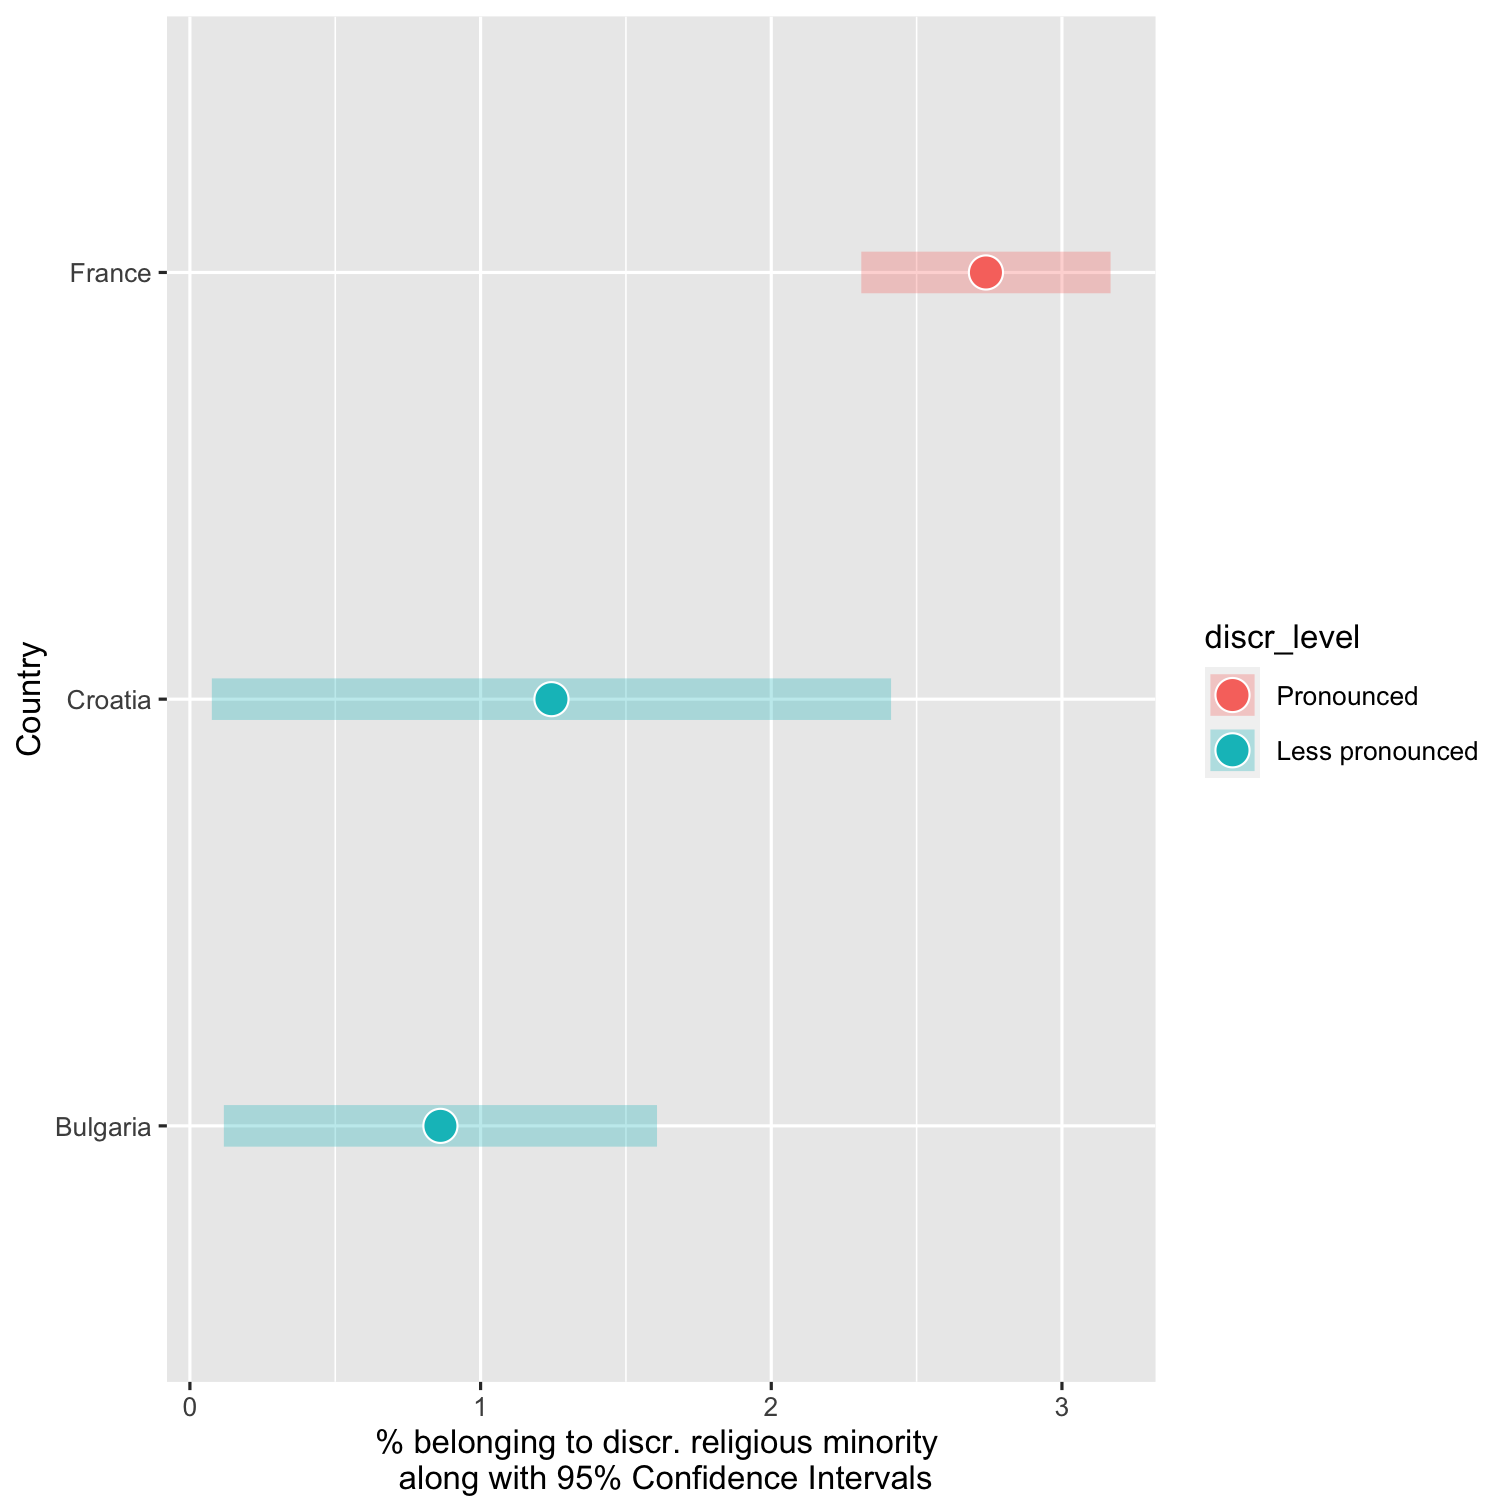 France
Croatia
Bulgaria
Country
0 1 2 3
% belonging to discr. religious minority
along with 95% Confidence Intervals
discr_level
Pronounced
Less pronounced